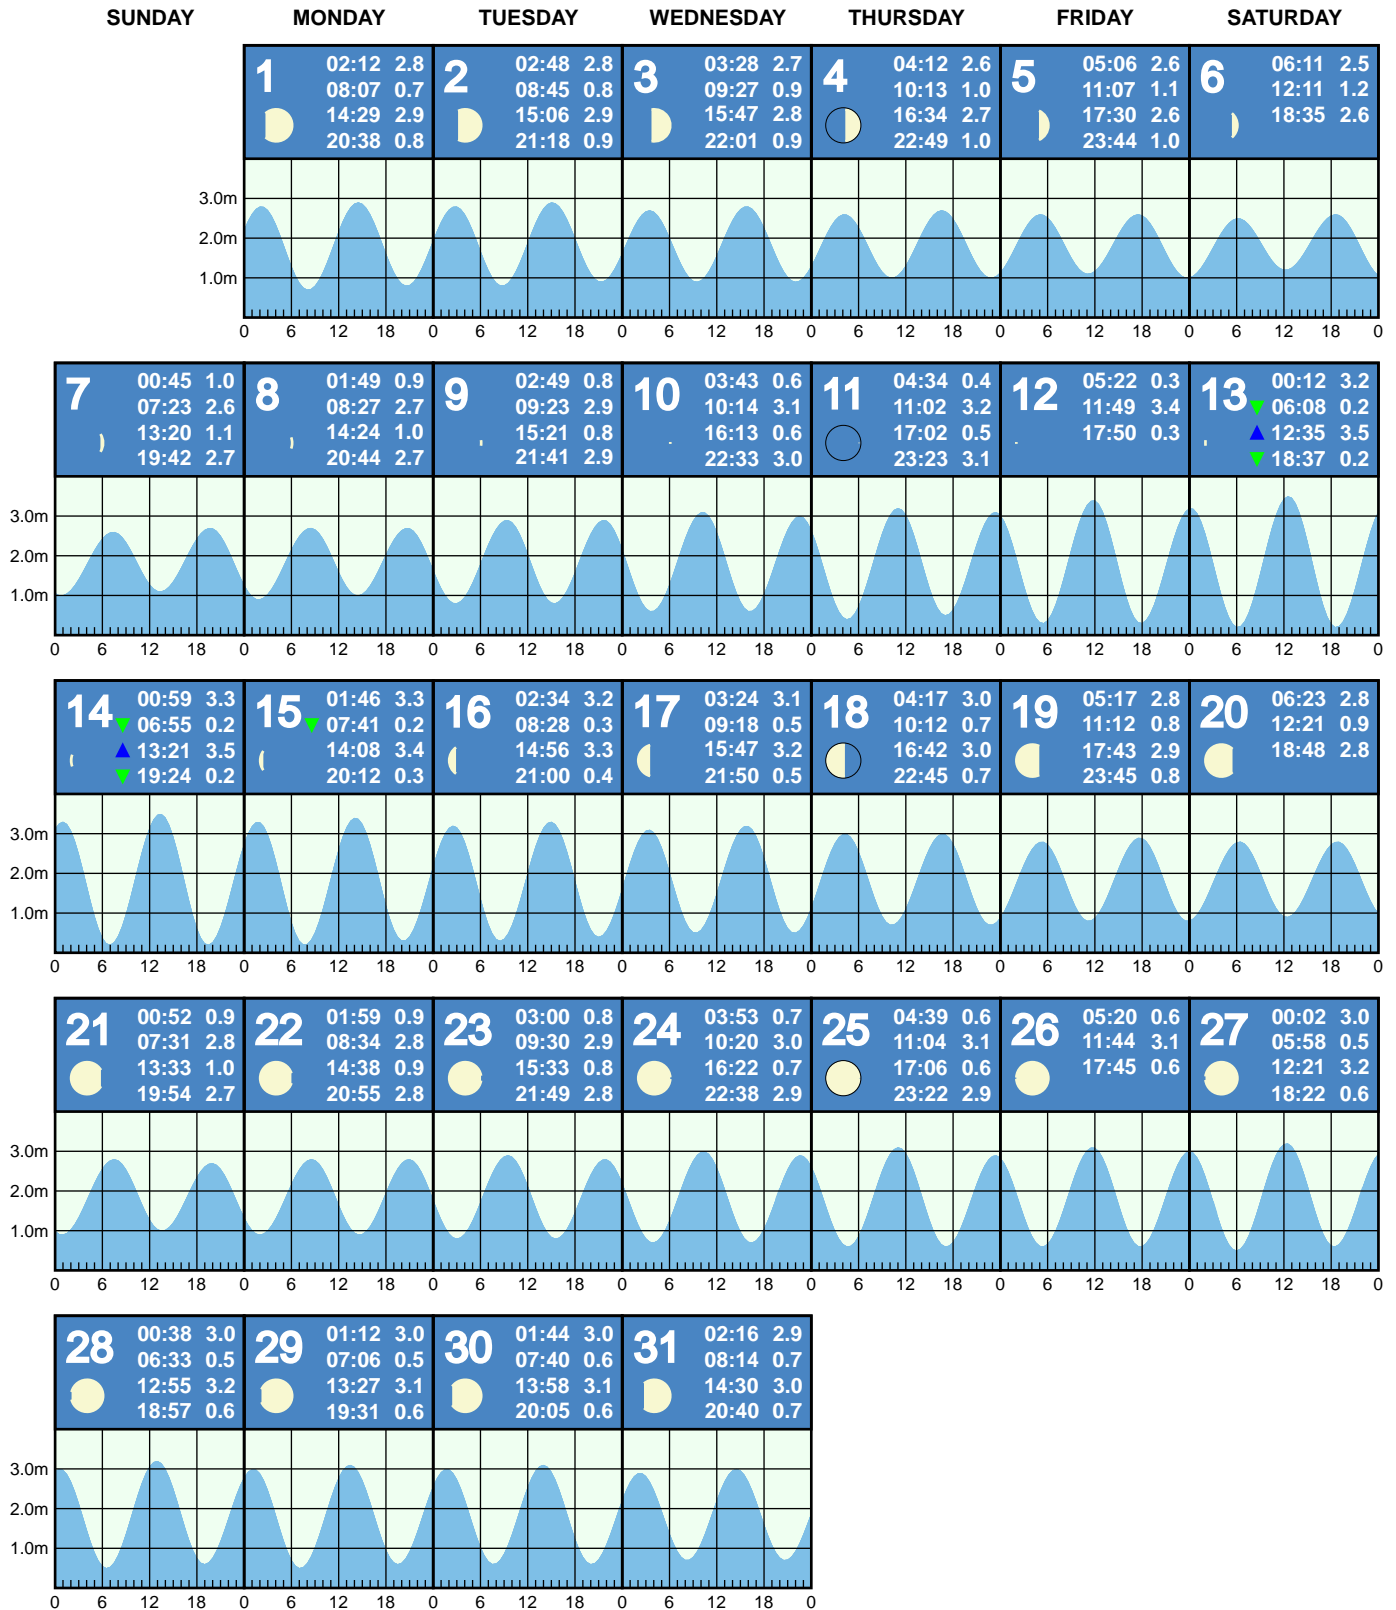 SUNDAY MONDAY TUESDAY WEDNESDAY THURSDAY FRIDAY SATURDAY
1 02:12 2.8
08:07 0.7
14:29 2.9
20:38 0.8
2 02:48 2.8
08:45 0.8
15:06 2.9
21:18 0.9
3 03:28 2.7
09:27 0.9
15:47 2.8
22:01 0.9
4 04:12 2.6
10:13 1.0
16:34 2.7
22:49 1.0
5 05:06 2.6
11:07 1.1
17:30 2.6
23:44 1.0
6 06:11 2.5
12:11 1.2
18:35 2.6
3.0m
2.0m
1.0m
0 6 12 18 0 6 12 18 0 6 12 18 0 6 12 18 0 6 12 18 0 6 12 18 0
7 00:45 1.0
07:23 2.6
13:20 1.1
19:42 2.7
8 01:49 0.9
08:27 2.7
14:24 1.0
20:44 2.7
9 02:49 0.8
09:23 2.9
15:21 0.8
21:41 2.9
10 03:43 0.6
10:14 3.1
16:13 0.6
22:33 3.0
11 04:34 0.4
11:02 3.2
17:02 0.5
23:23 3.1
12 05:22 0.3
11:49 3.4
17:50 0.3
13 00:12 3.2
06:08 0.2
12:35 3.5
18:37 0.2
3.0m
2.0m
1.0m
0 6 12 18 0 6 12 18 0 6 12 18 0 6 12 18 0 6 12 18 0 6 12 18 0 6 12 18 0
14 00:59 3.3
06:55 0.2
13:21 3.5
19:24 0.2
15 01:46 3.3
07:41 0.2
14:08 3.4
20:12 0.3
16 02:34 3.2
08:28 0.3
14:56 3.3
21:00 0.4
17 03:24 3.1
09:18 0.5
15:47 3.2
21:50 0.5
18 04:17 3.0
10:12 0.7
16:42 3.0
22:45 0.7
19 05:17 2.8
11:12 0.8
17:43 2.9
23:45 0.8
20 06:23 2.8
12:21 0.9
18:48 2.8
3.0m
2.0m
1.0m
0 6 12 18 0 6 12 18 0 6 12 18 0 6 12 18 0 6 12 18 0 6 12 18 0 6 12 18 0
21 00:52 0.9
07:31 2.8
13:33 1.0
19:54 2.7
22 01:59 0.9
08:34 2.8
14:38 0.9
20:55 2.8
23 03:00 0.8
09:30 2.9
15:33 0.8
21:49 2.8
24 03:53 0.7
10:20 3.0
16:22 0.7
22:38 2.9
25 04:39 0.6
11:04 3.1
17:06 0.6
23:22 2.9
26 05:20 0.6
11:44 3.1
17:45 0.6
27 00:02 3.0
05:58 0.5
12:21 3.2
18:22 0.6
3.0m
2.0m
1.0m
0 6 12 18 0 6 12 18 0 6 12 18 0 6 12 18 0 6 12 18 0 6 12 18 0 6 12 18 0
28 00:38 3.0
06:33 0.5
12:55 3.2
18:57 0.6
29 01:12 3.0
07:06 0.5
13:27 3.1
19:31 0.6
30 01:44 3.0
07:40 0.6
13:58 3.1
20:05 0.6
31 02:16 2.9
08:14 0.7
14:30 3.0
20:40 0.7
3.0m
2.0m
1.0m
0 6 12 18 0 6 12 18 0 6 12 18 0 6 12 18 0